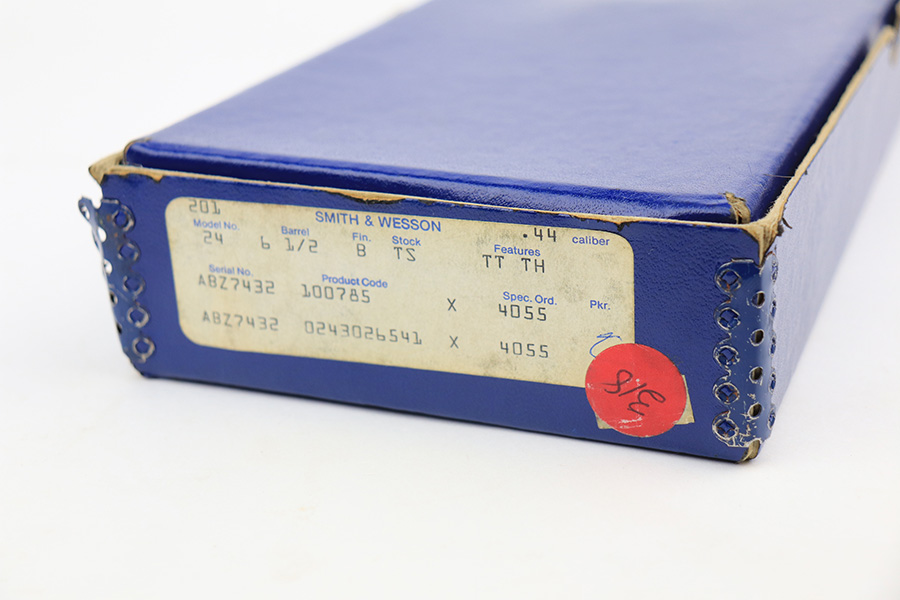 201
SMITH & WESSON
.44 caliber
Model No. Barrel Fin. Stock Features
24 6 1/2 B TS TT TH
Serial No. Product Code Spec. Ord. Pkr.
ABZ7432 100785 X 4055
ABZ7432 0243026541 X 4055